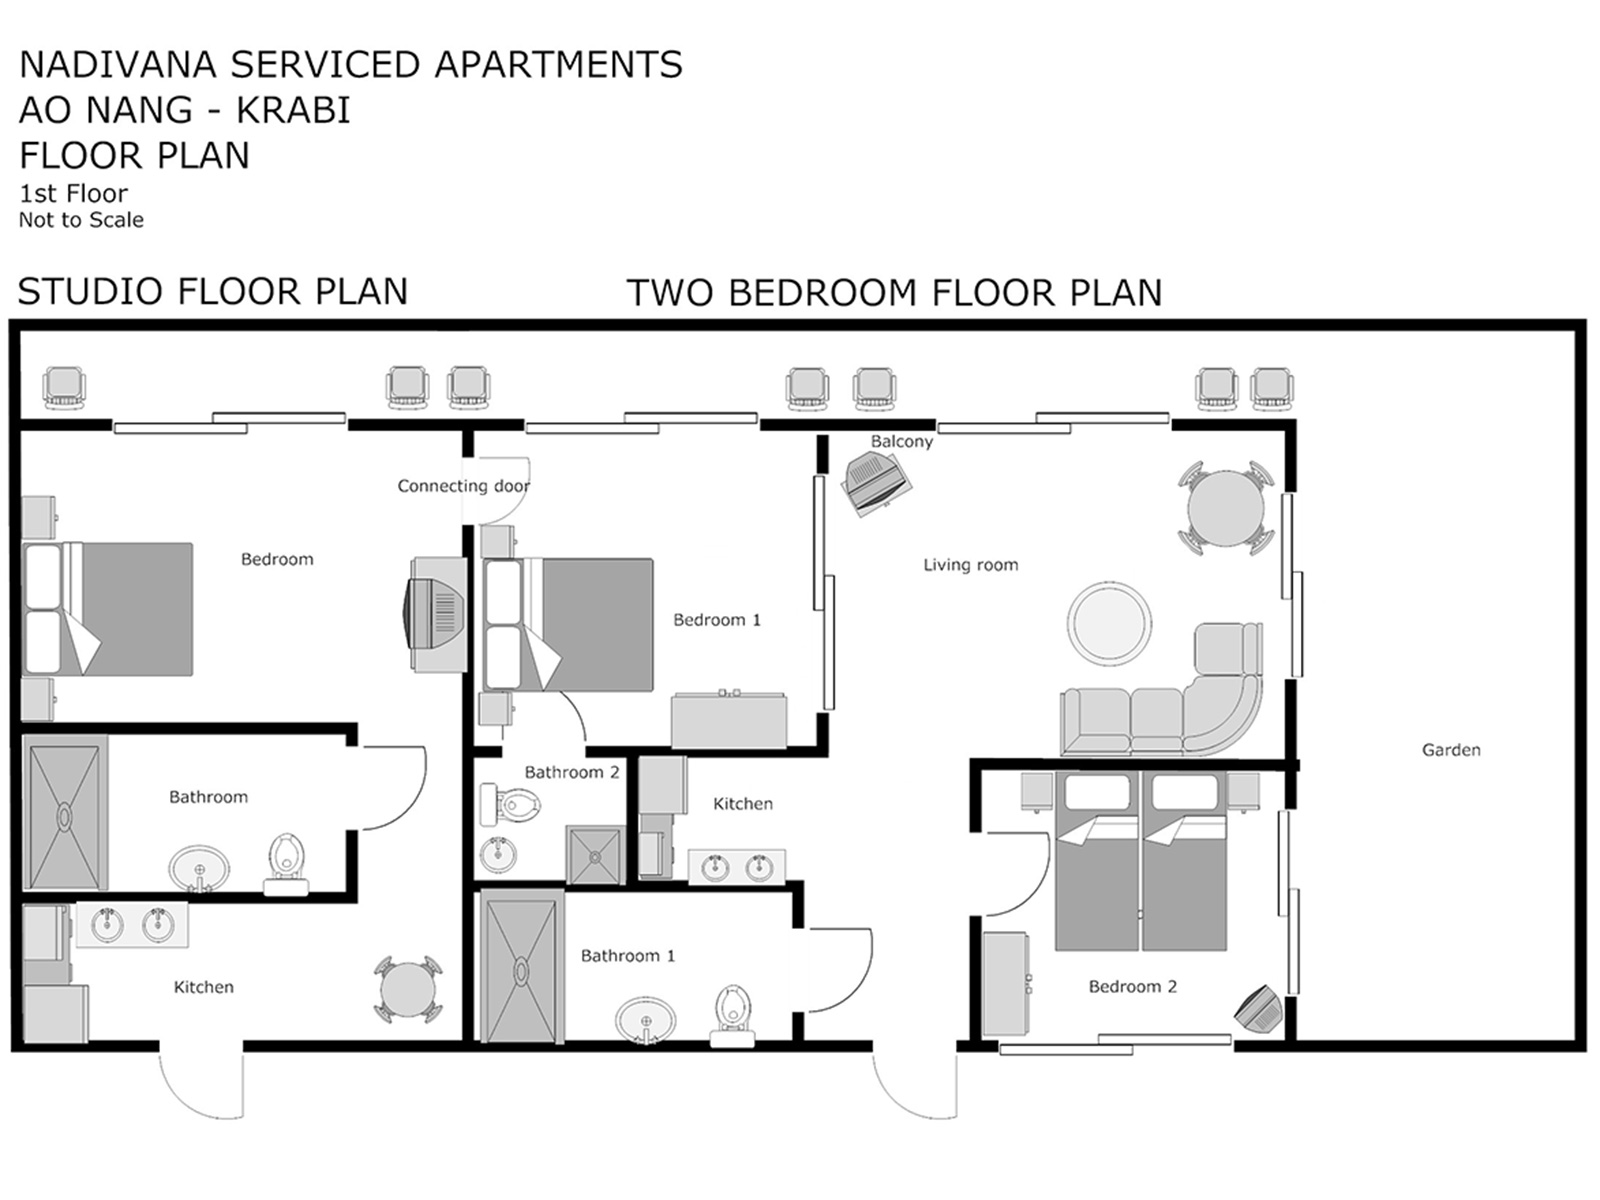 NADIVANA SERVICED APARTMENTS
AO NANG - KRABI
FLOOR PLAN
1st Floor
Not to Scale
STUDIO FLOOR PLAN
TWO BEDROOM FLOOR PLAN
Balcony
Connecting door
Bedroom
Living room
Bedroom 1
Garden
Bathroom 2
Bathroom
Kitchen
Bathroom 1
Kitchen
Bedroom 2